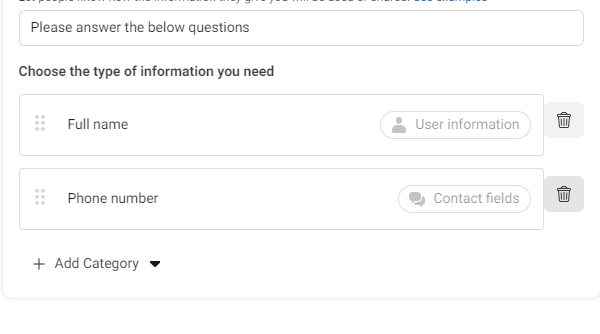 Please answer the below questions
Choose the type of information you need
Full name
User information
Phone number
Contact fields
Add Category